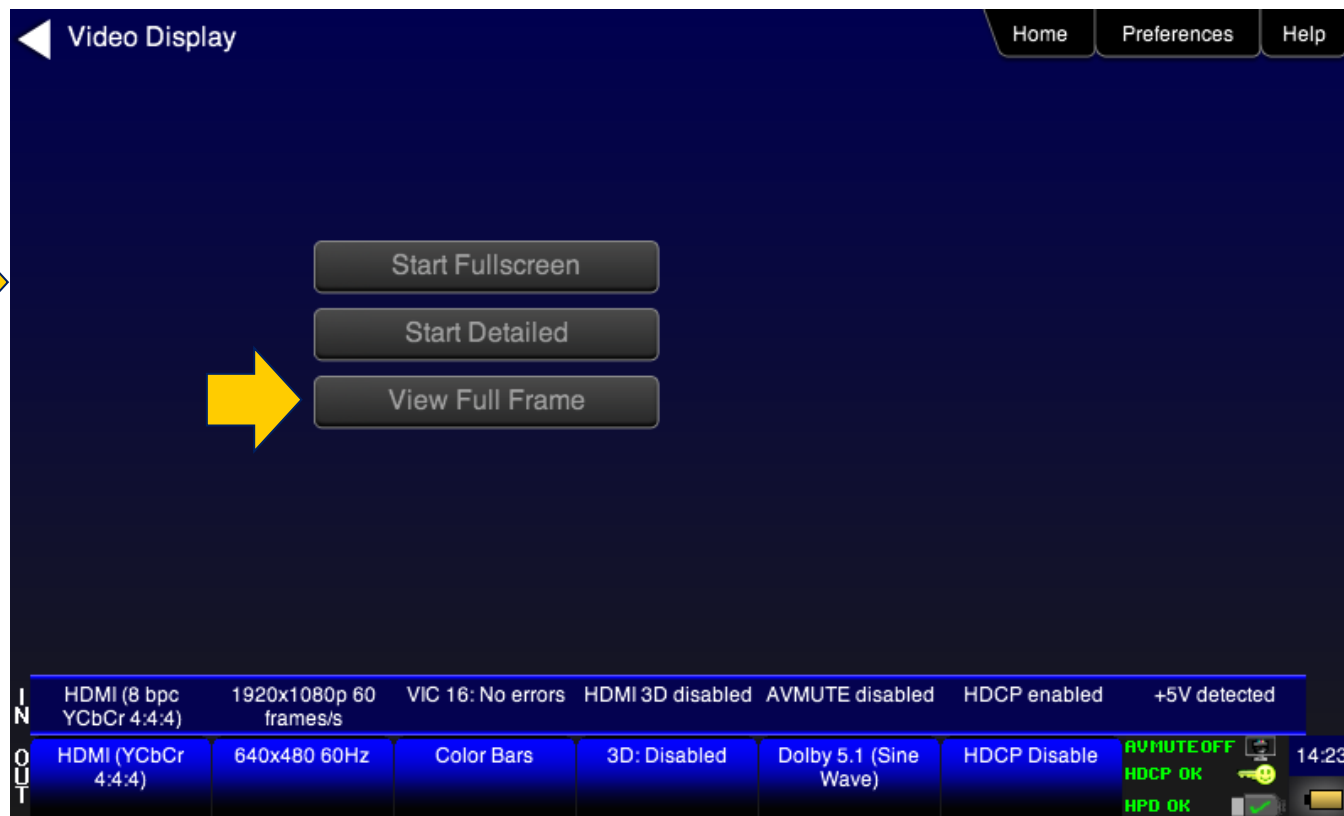 Video Display
Home
Preferences
Help
Start Fullscreen
Start Detailed
View Full Frame
IN
HDMI (8 bpc
YCbCr 4:4:4)
1920x1080p 60
frames/s
VIC 16: No errors
HDMI 3D disabled
AVMUTE disabled
HDCP enabled
+5V detected
OUT
HDMI (YCbCr
4:4:4)
640x480 60Hz
Color Bars
3D: Disabled
Dolby 5.1 (Sine
Wave)
HDCP Disable
AVMUTE OFF
HDCP OK
HPD OK
14:23